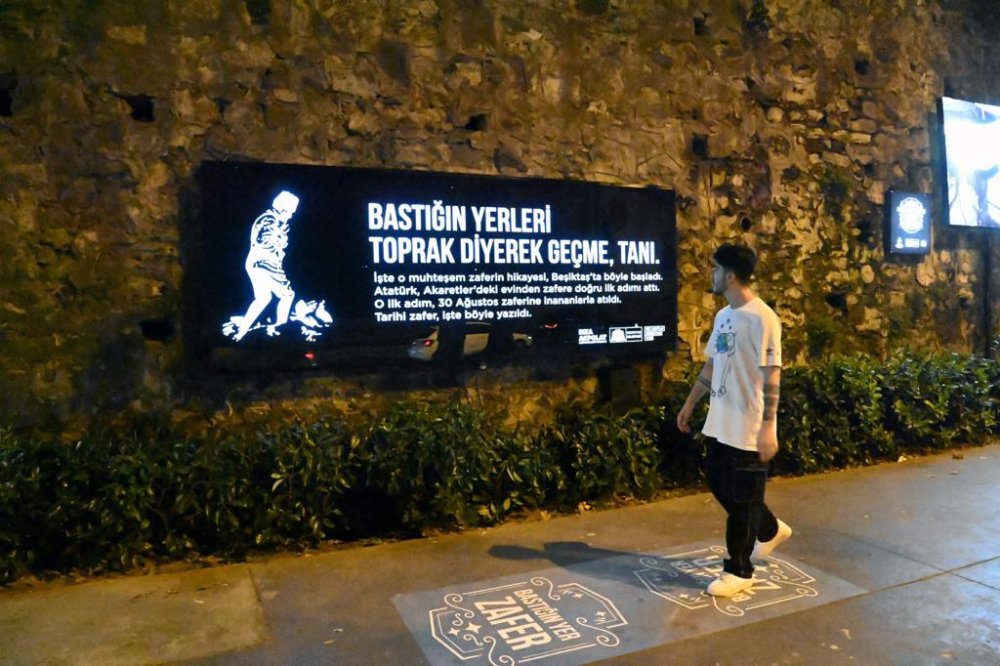 BASTIĞIN YERLERİ
TOPRAK DİYEREK GEÇME, TANI.
İşte o muhteşem zaferin hikayesi, Beşiktaş'ta böyle başladı.
Atatürk, Akaretler'deki evinden zafere doğru ilk adımı attı.
O ilk adım, 30 Ağustos zaferine inananlarla atıldı.
Tarihi zafer, işte böyle yazıldı.
RIZA
AKPOLAT
BASTIĞIN YER
ZAFER